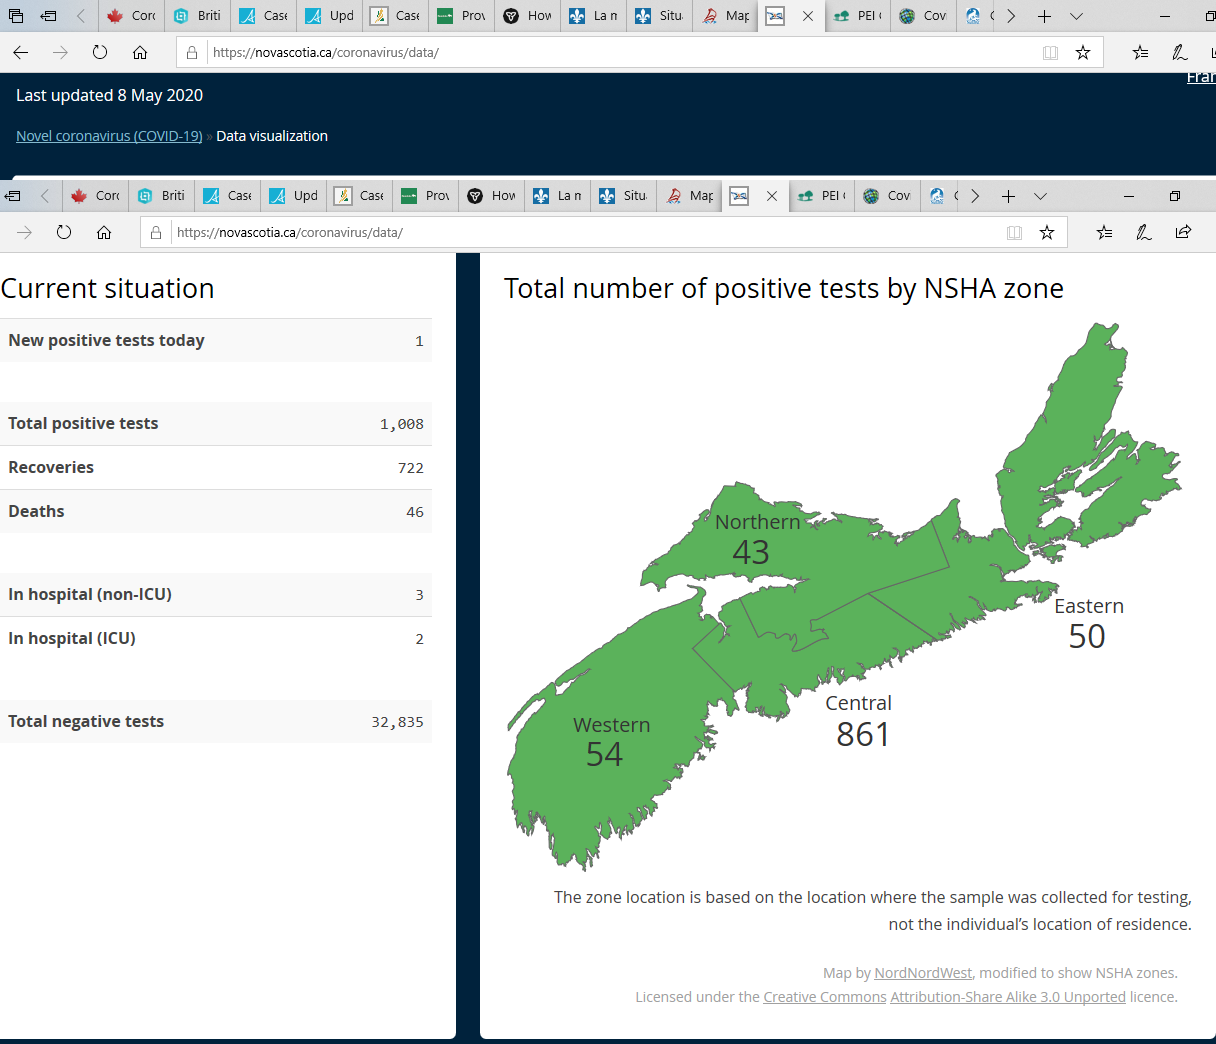 Corc
Briti
Case
Upd
Case
Prov
How
La n
Situ
Map
PEI
Cov
https://novascotia.ca/coronavirus/data/
Fran
Last updated 8 May 2020
Novel coronavirus (COVID-19) » Data visualization
Corc
Briti
Case
Upd
Case
Prov
How
La n
Situ
Map
PEI
Cov
https://novascotia.ca/coronavirus/data/
Current situation
New positive tests today 1
Total positive tests 1,008
Recoveries 722
Deaths 46
In hospital (non-ICU) 3
In hospital (ICU) 2
Total negative tests 32,835
Total number of positive tests by NSHA zone
Northern
43
Eastern
50
Central
861
Western
54
The zone location is based on the location where the sample was collected for testing,
not the individual’s location of residence.
Map by NordNordWest, modified to show NSHA zones.
Licensed under the Creative Commons Attribution-Share Alike 3.0 Unported licence.